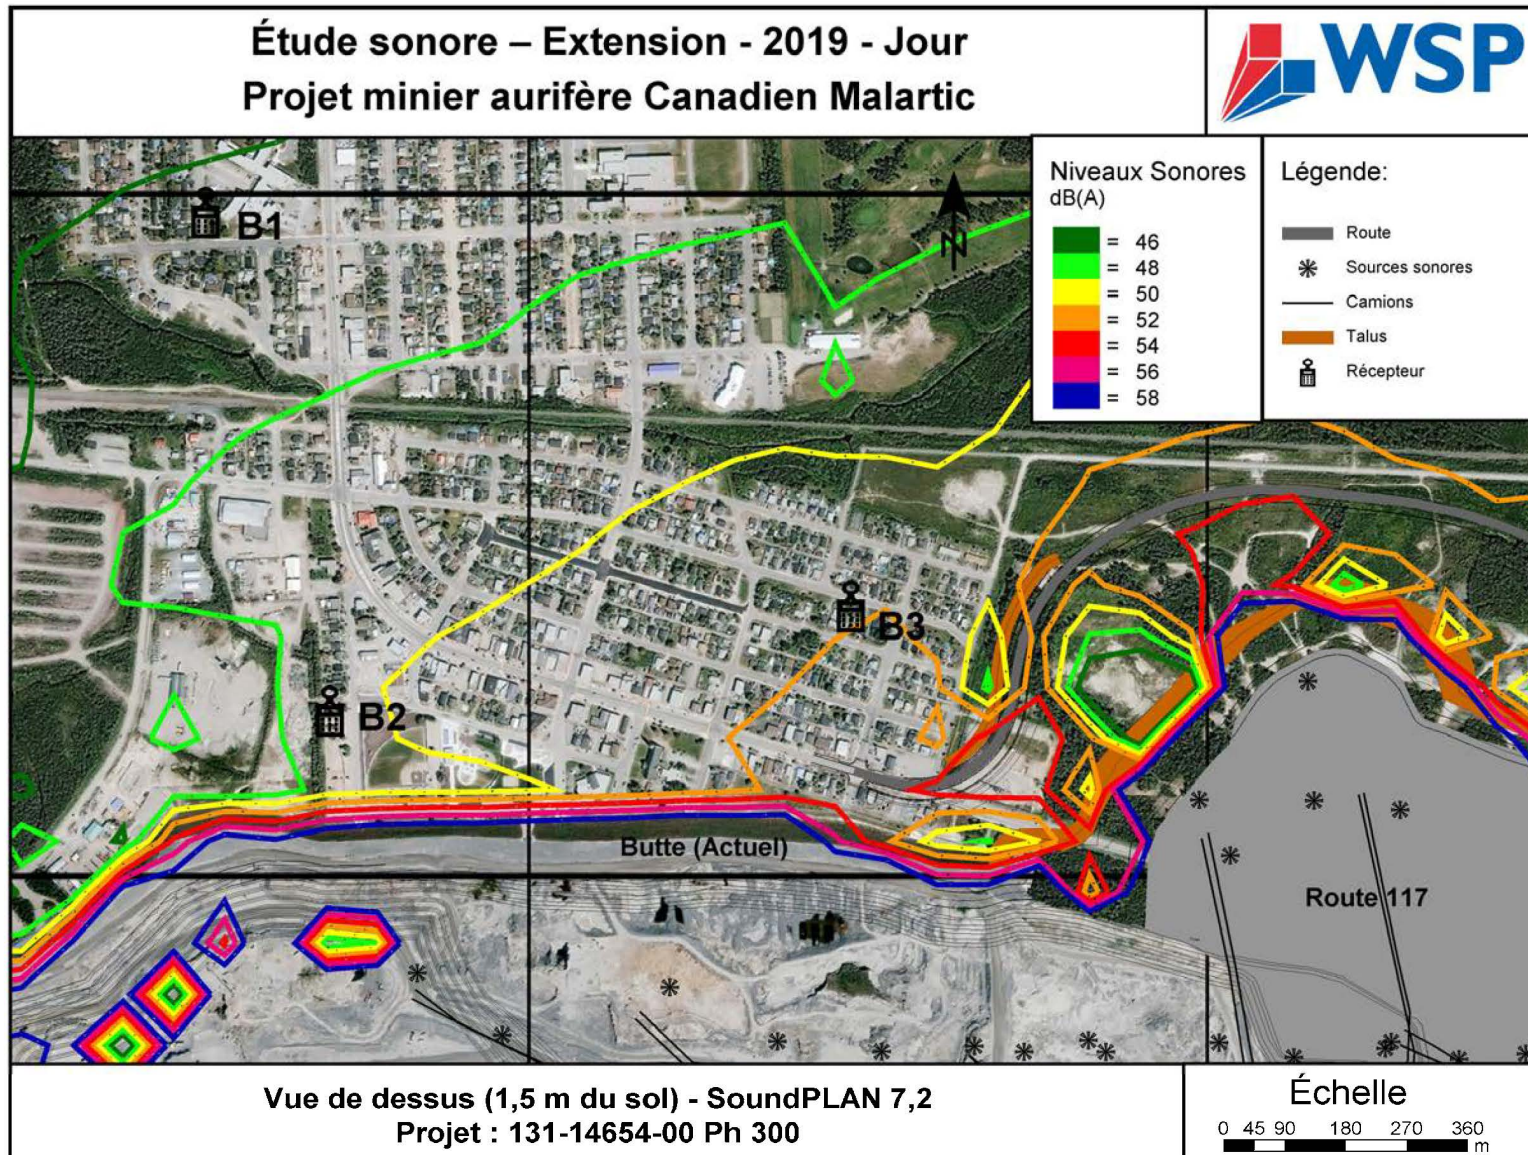 Étude sonore – Extension - 2019 - Jour
Projet minier aurifère Canadien Malartic
WSP
Niveaux Sonores
dB(A)
= 46
= 48
= 50
= 52
= 54
= 56
= 58
Légende:
Route
Sources sonores
Camions
Talus
Récepteur
N
B1
B2
B3
Butte (Actuel)
Route 117
Vue de dessus (1,5 m du sol) - SoundPLAN 7,2
Projet : 131-14654-00 Ph 300
Échelle
0 45 90 180 270 360
m